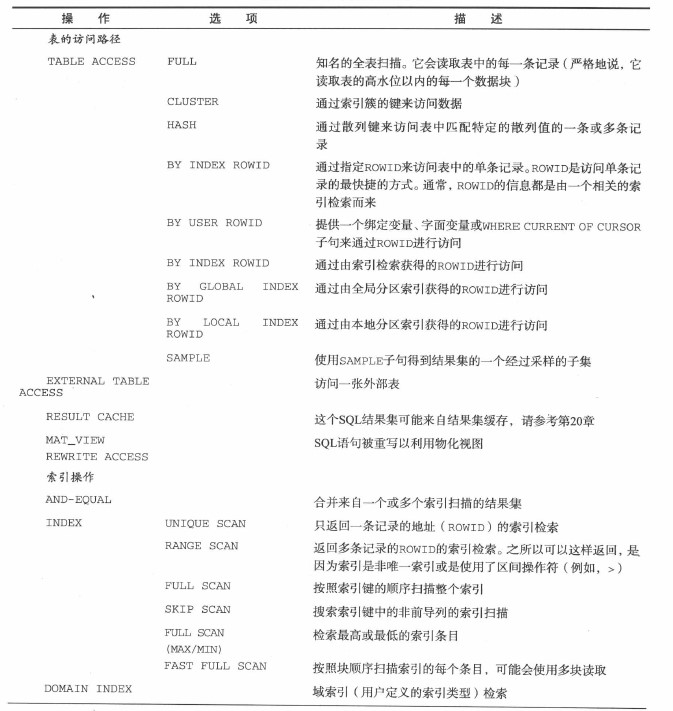 操 作 选 项 描 述
表的访问路径
TABLE ACCESS FULL 知名的全表扫描。它会读取表中的每一条记录（严格地说，它
读取表的高水位以内的每一个数据块）
CLUSTER 通过索引簇的键来访问数据
HASH 通过散列键来访问表中匹配特定的散列值的一条或多条记
录
BY INDEX ROWID 通过指定ROWID来访问表中的单条记录。ROWID是访问单条记
录的最快捷的方式。通常，ROWID的信息都是由一个相关的索
引检索而来
BY USER ROWID 提供一个绑定变量、字面变量或WHERE CURRENT OF CURSOR
子句来通过ROWID进行访问
BY INDEX ROWID 通过由索引检索获得的ROWID进行访问
BY GLOBAL INDEX 通过由全局分区索引获得的ROWID进行访问
ROWID
BY LOCAL INDEX 通过由本地分区索引获得的ROWID进行访问
ROWID
SAMPLE 使用SAMPLE子句得到结果集的一个经过采样的子集
EXTERNAL TABLE 访问一张外部表
ACCESS
RESULT CACHE 这个SQL结果集可能来自结果集缓存，请参考第20章
MAT_VIEW SQL语句被重写以利用物化视图
REWRITE ACCESS
索引操作
AND-EQUAL 合并来自一个或多个索引扫描的结果集
INDEX UNIQUE SCAN 只返回一条记录的地址（ROWID）的索引检索
RANGE SCAN 返回多条记录的ROWID的索引检索。之所以可以这样返回，是
因为索引是非唯一索引或是使用了区间操作符（例如，>）
FULL SCAN 按照索引键的顺序扫描整个索引
SKIP SCAN 搜索索引键中的非前导列的索引扫描
FULL SCAN 检索最高或最低的索引条目
(MAX/MIN)
FAST FULL SCAN 按照块顺序扫描索引的每个条目，可能会使用多块读取
DOMAIN INDEX 域索引（用户定义的索引类型）检索